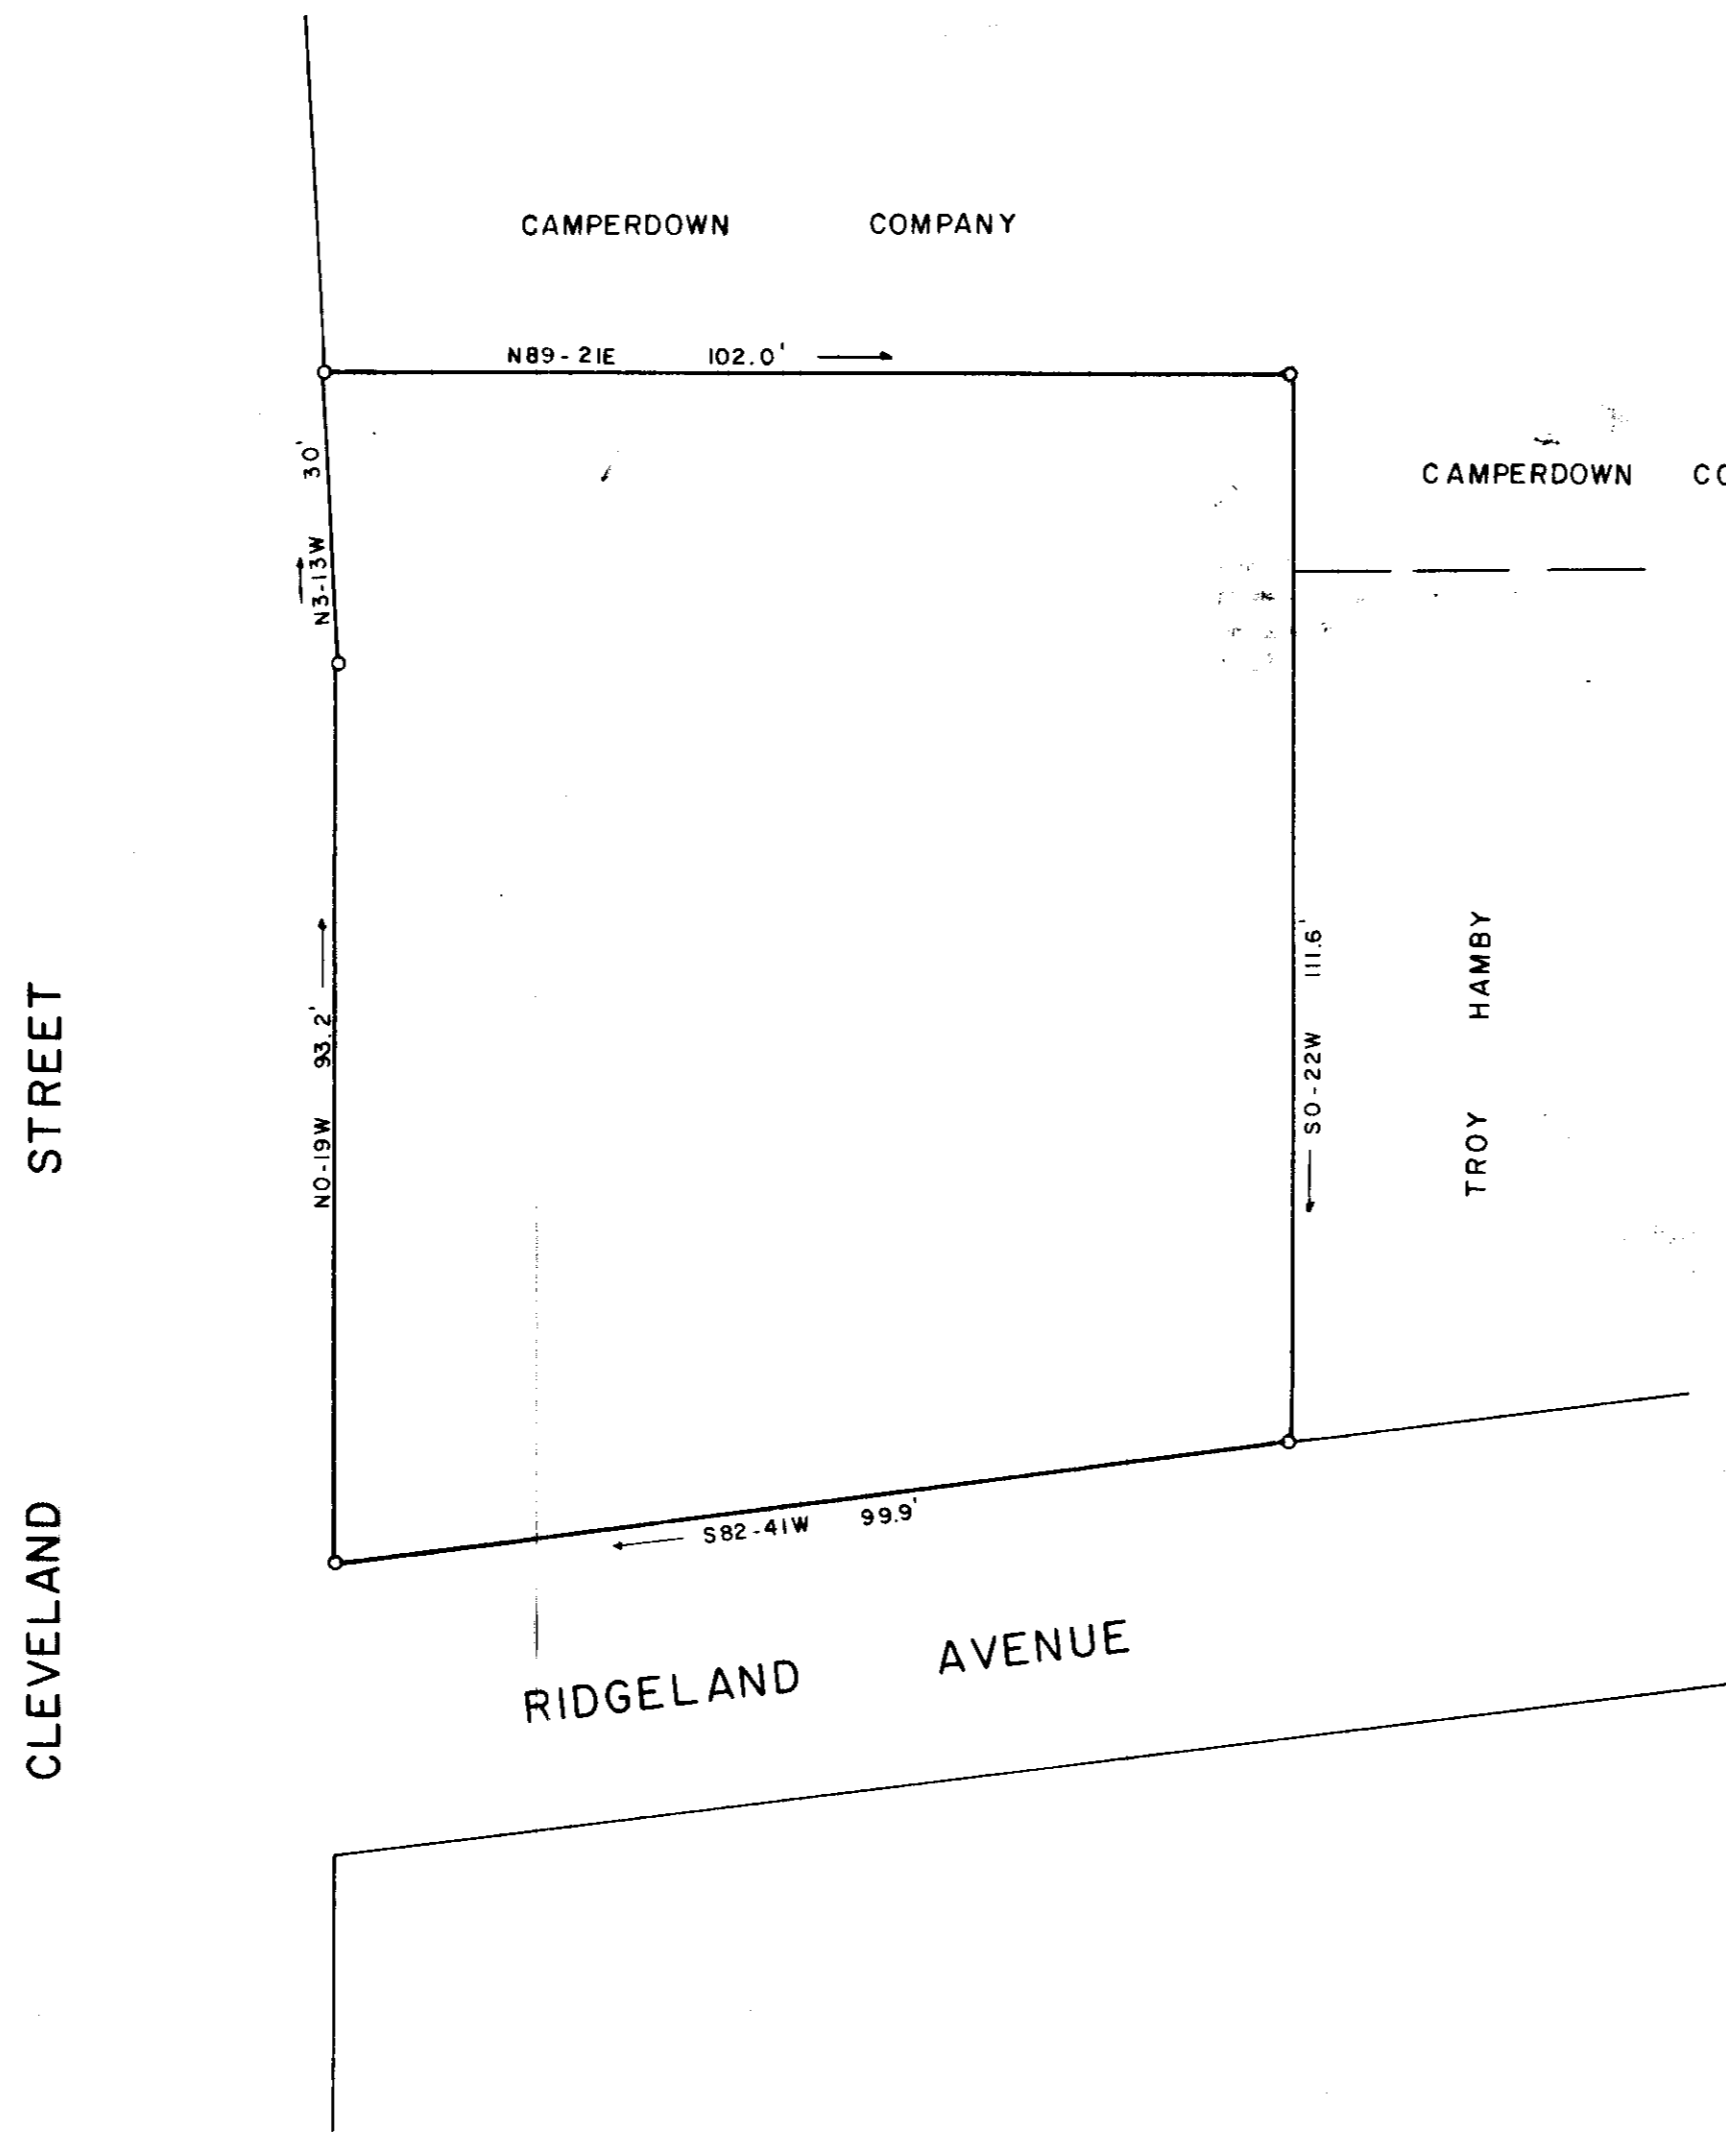 CAMPERDOWN COMPANY
N89-21E 102.0'
N3-13W 30'
CAMPERDOWN CO
N0-19W 93.2'
S0-22W 111.6'
TROY HAMBY
CLEVELAND STREET
S82-41W 99.9'
RIDGELAND AVENUE